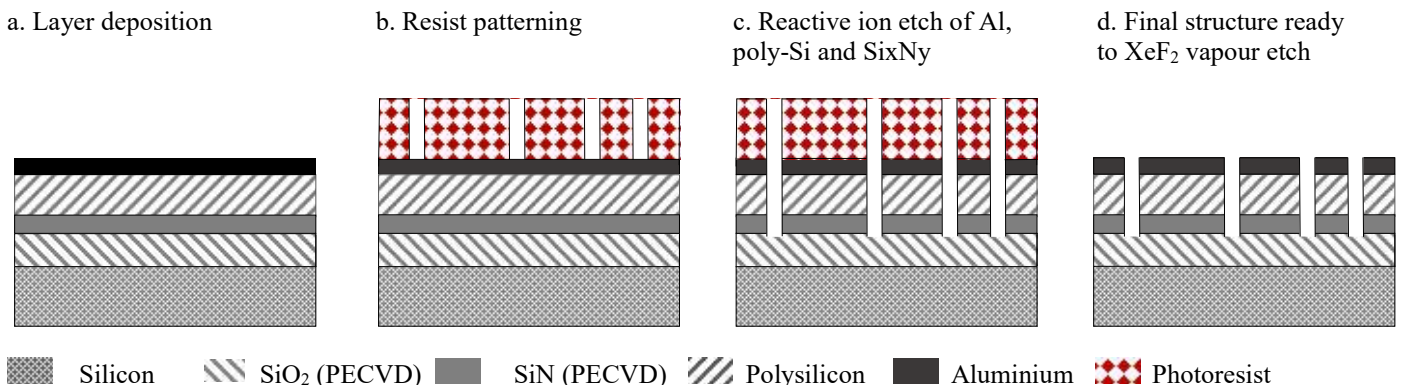 a. Layer deposition
b. Resist patterning
c. Reactive ion etch of Al,
poly-Si and SixNy
d. Final structure ready
to XeF₂ vapour etch
Silicon SiO₂ (PECVD) SiN (PECVD) Polysilicon Aluminium Photoresist